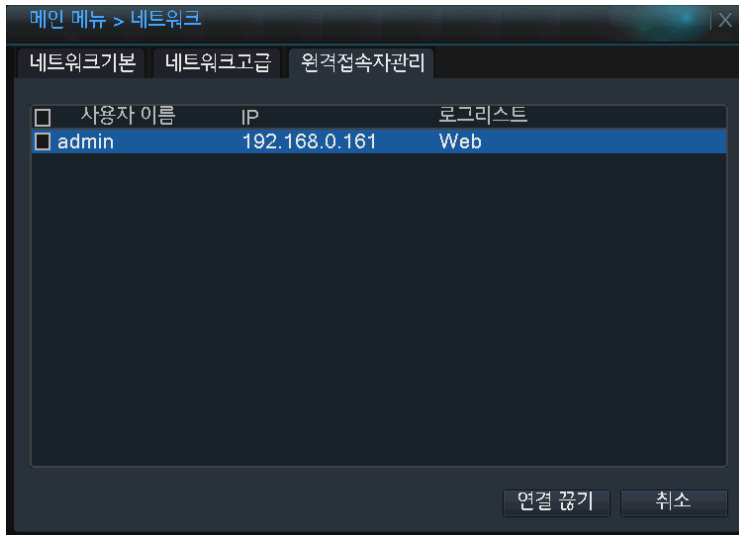 메인 메뉴 > 네트워크
X
네트워크기본 네트워크고급 원격접속자관리
사용자 이름 IP 로그리스트
admin 192.168.0.161 Web
연결 끊기 취소